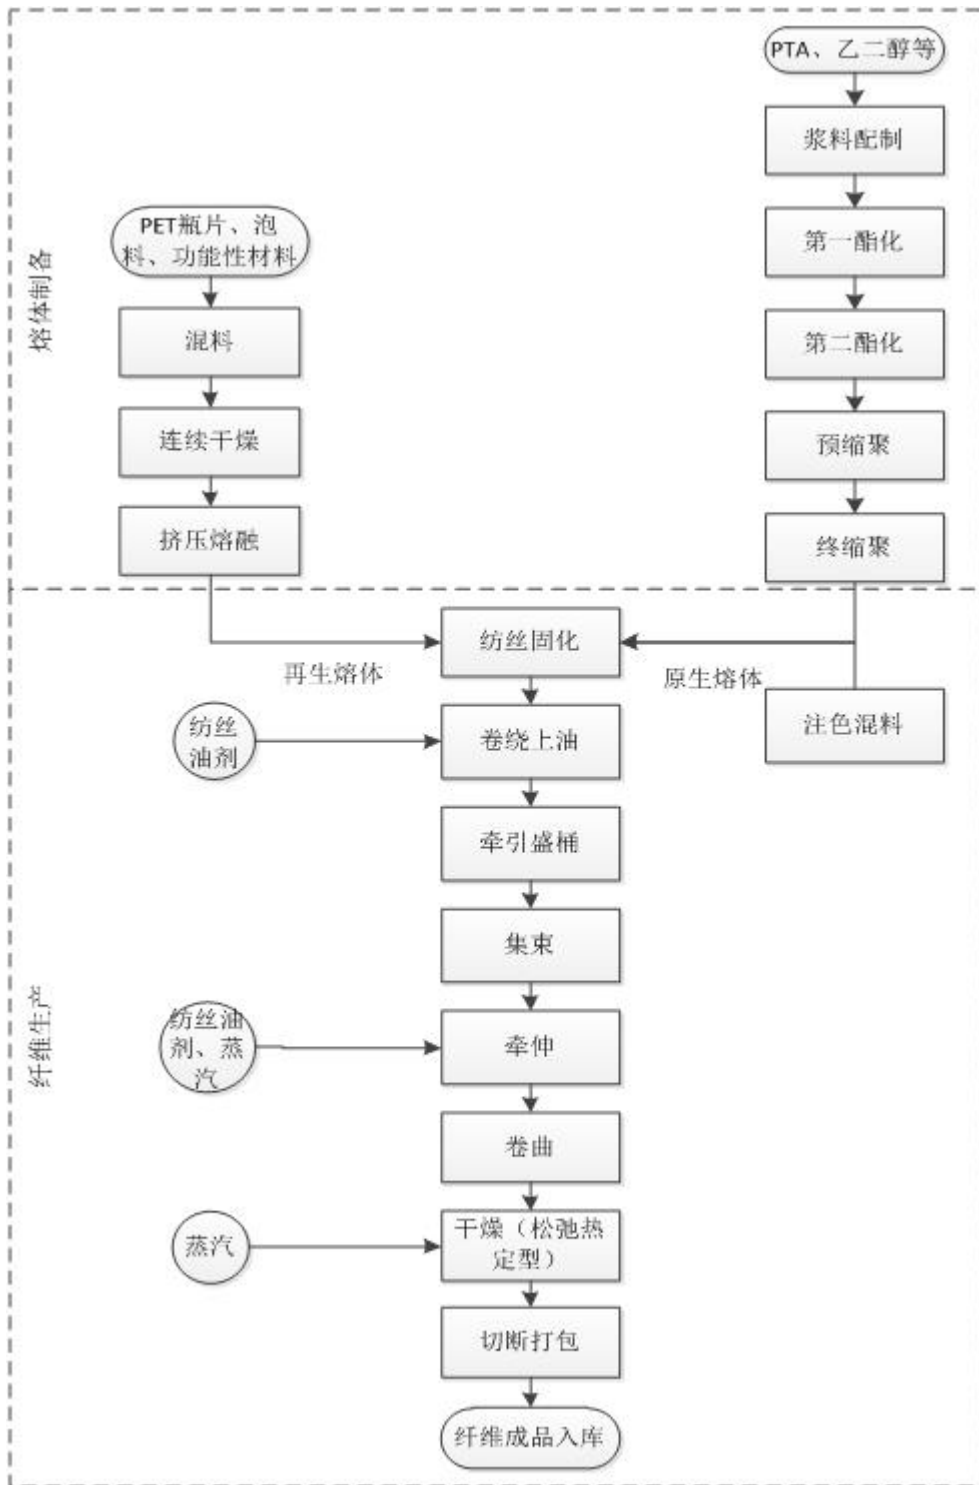 PTA、乙二醇等
浆料配制
第一酯化
第二酯化
预缩聚
终缩聚
熔体制备
PET瓶片、泡
料、功能性材料
混料
连续干燥
挤压熔融
纺丝固化
再生熔体
原生熔体
注色混料
纺丝
油剂
卷绕上油
牵引盛桶
集束
纤维生产
纺丝油
剂、蒸
汽
牵伸
卷曲
蒸汽
干燥（松弛热
定型）
切断打包
纤维成品入库